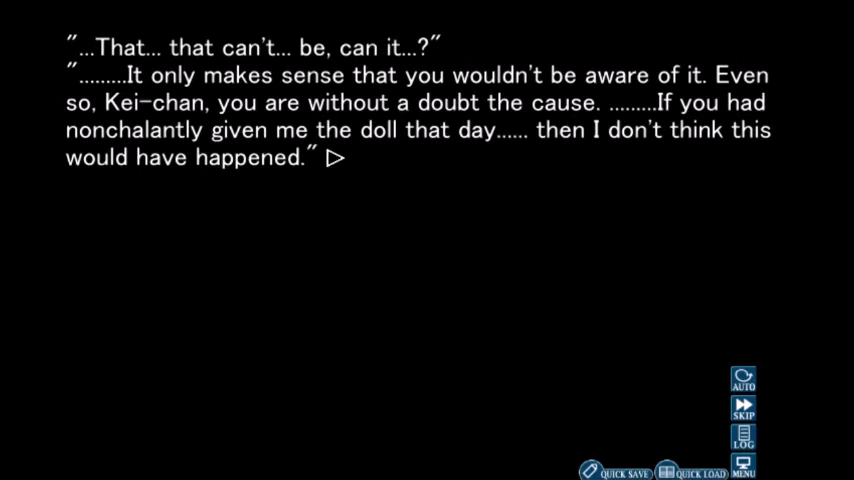 "...That... that can't... be, can it...?"
".........It only makes sense that you wouldn't be aware of it. Even
so, Kei-chan, you are without a doubt the cause. .........If you had
nonchalantly given me the doll that day...... then I don't think this
would have happened." ▷
AUTO
SKIP
LOG
MENU
QUICK SAVE QUICK LOAD